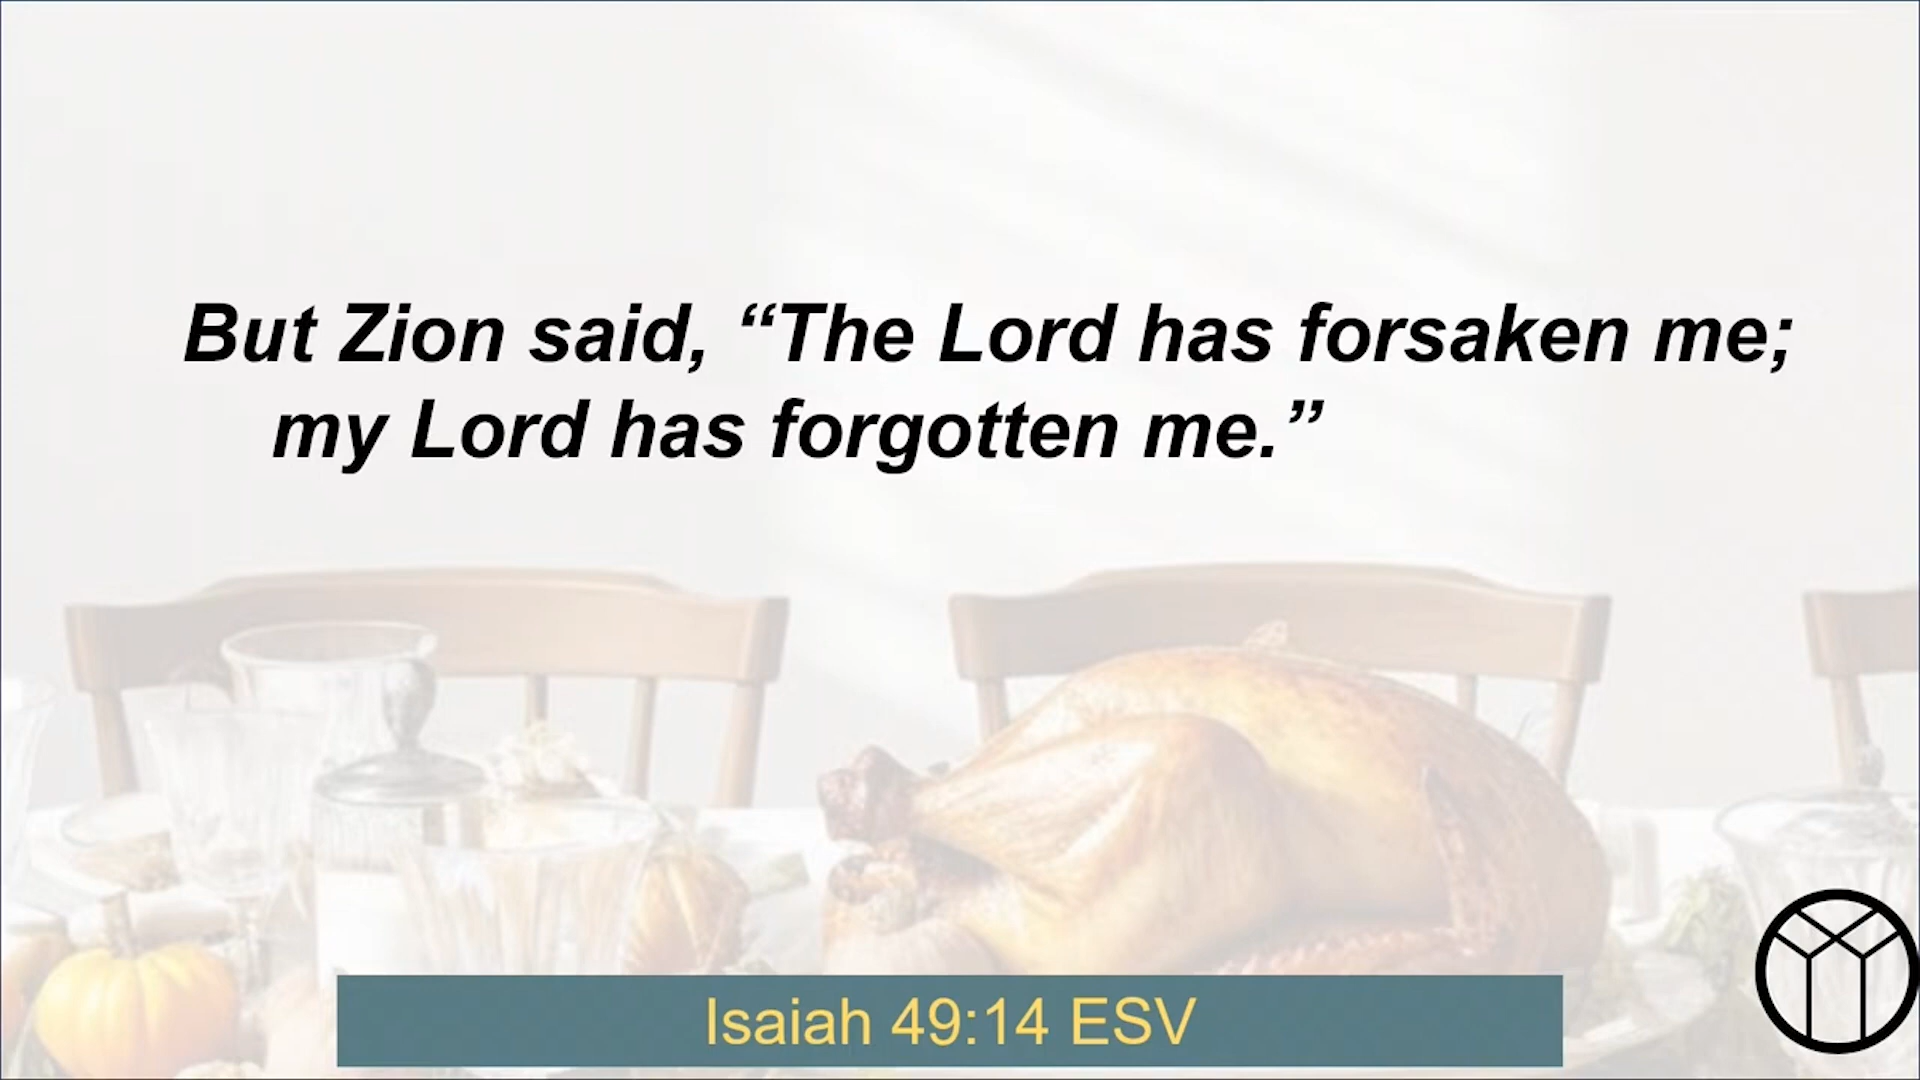 But Zion said, “The Lord has forsaken me;
my Lord has forgotten me.”
Isaiah 49:14 ESV